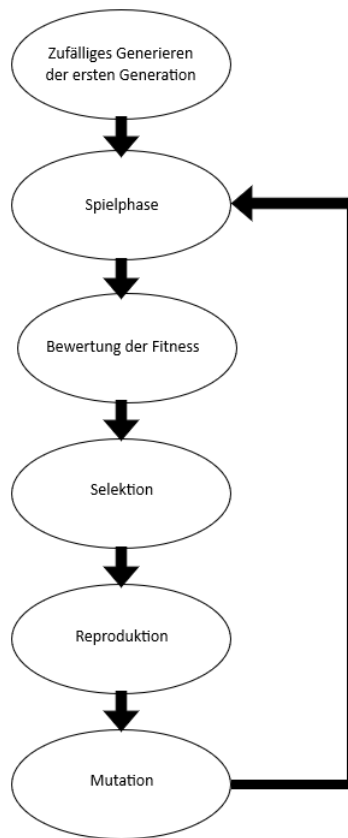 Zufälliges Generieren
der ersten Generation
Spielphase
Bewertung der Fitness
Selektion
Reproduktion
Mutation